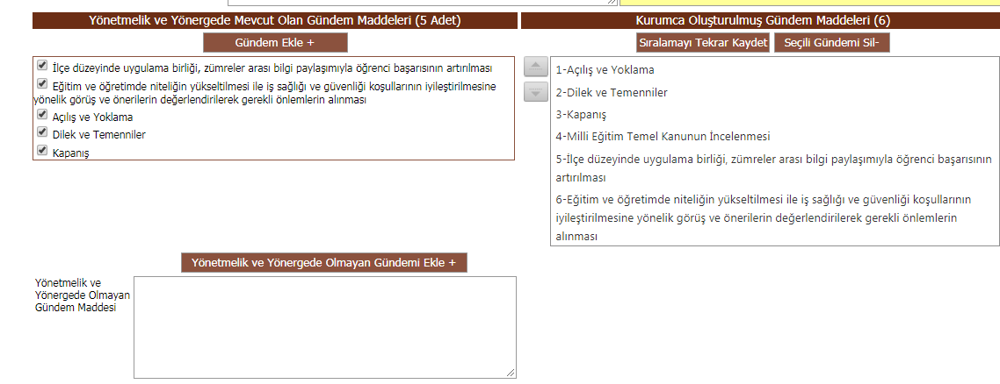 Yönetmelik ve Yönergede Mevcut Olan Gündem Maddeleri (5 Adet)
Gündem Ekle +
İlçe düzeyinde uygulama birliği, zümreler arası bilgi paylaşımıyla öğrenci başarısının artırılması
Eğitim ve öğretimde niteliğin yükseltilmesi ile iş sağlığı ve güvenliği koşullarının iyileştirilmesine
yönelik görüş ve önerilerin değerlendirilerek gerekli önlemlerin alınması
Açılış ve Yoklama
Dilek ve Temenniler
Kapanış
Kurumca Oluşturulmuş Gündem Maddeleri (6)
Sıralamayı Tekrar Kaydet
Seçili Gündemi Sil-
1-Açılış ve Yoklama
2-Dilek ve Temenniler
3-Kapanış
4-Milli Eğitim Temel Kanunun İncelenmesi
5-İlçe düzeyinde uygulama birliği, zümreler arası bilgi paylaşımıyla öğrenci başarısının
artırılması
6-Eğitim ve öğretimde niteliğin yükseltilmesi ile iş sağlığı ve güvenliği koşullarının
iyileştirilmesine yönelik görüş ve önerilerin değerlendirilerek gerekli önlemlerin
alınması
Yönetmelik ve Yönergede Olmayan Gündemi Ekle +
Yönetmelik ve
Yönergede Olmayan
Gündem Maddesi